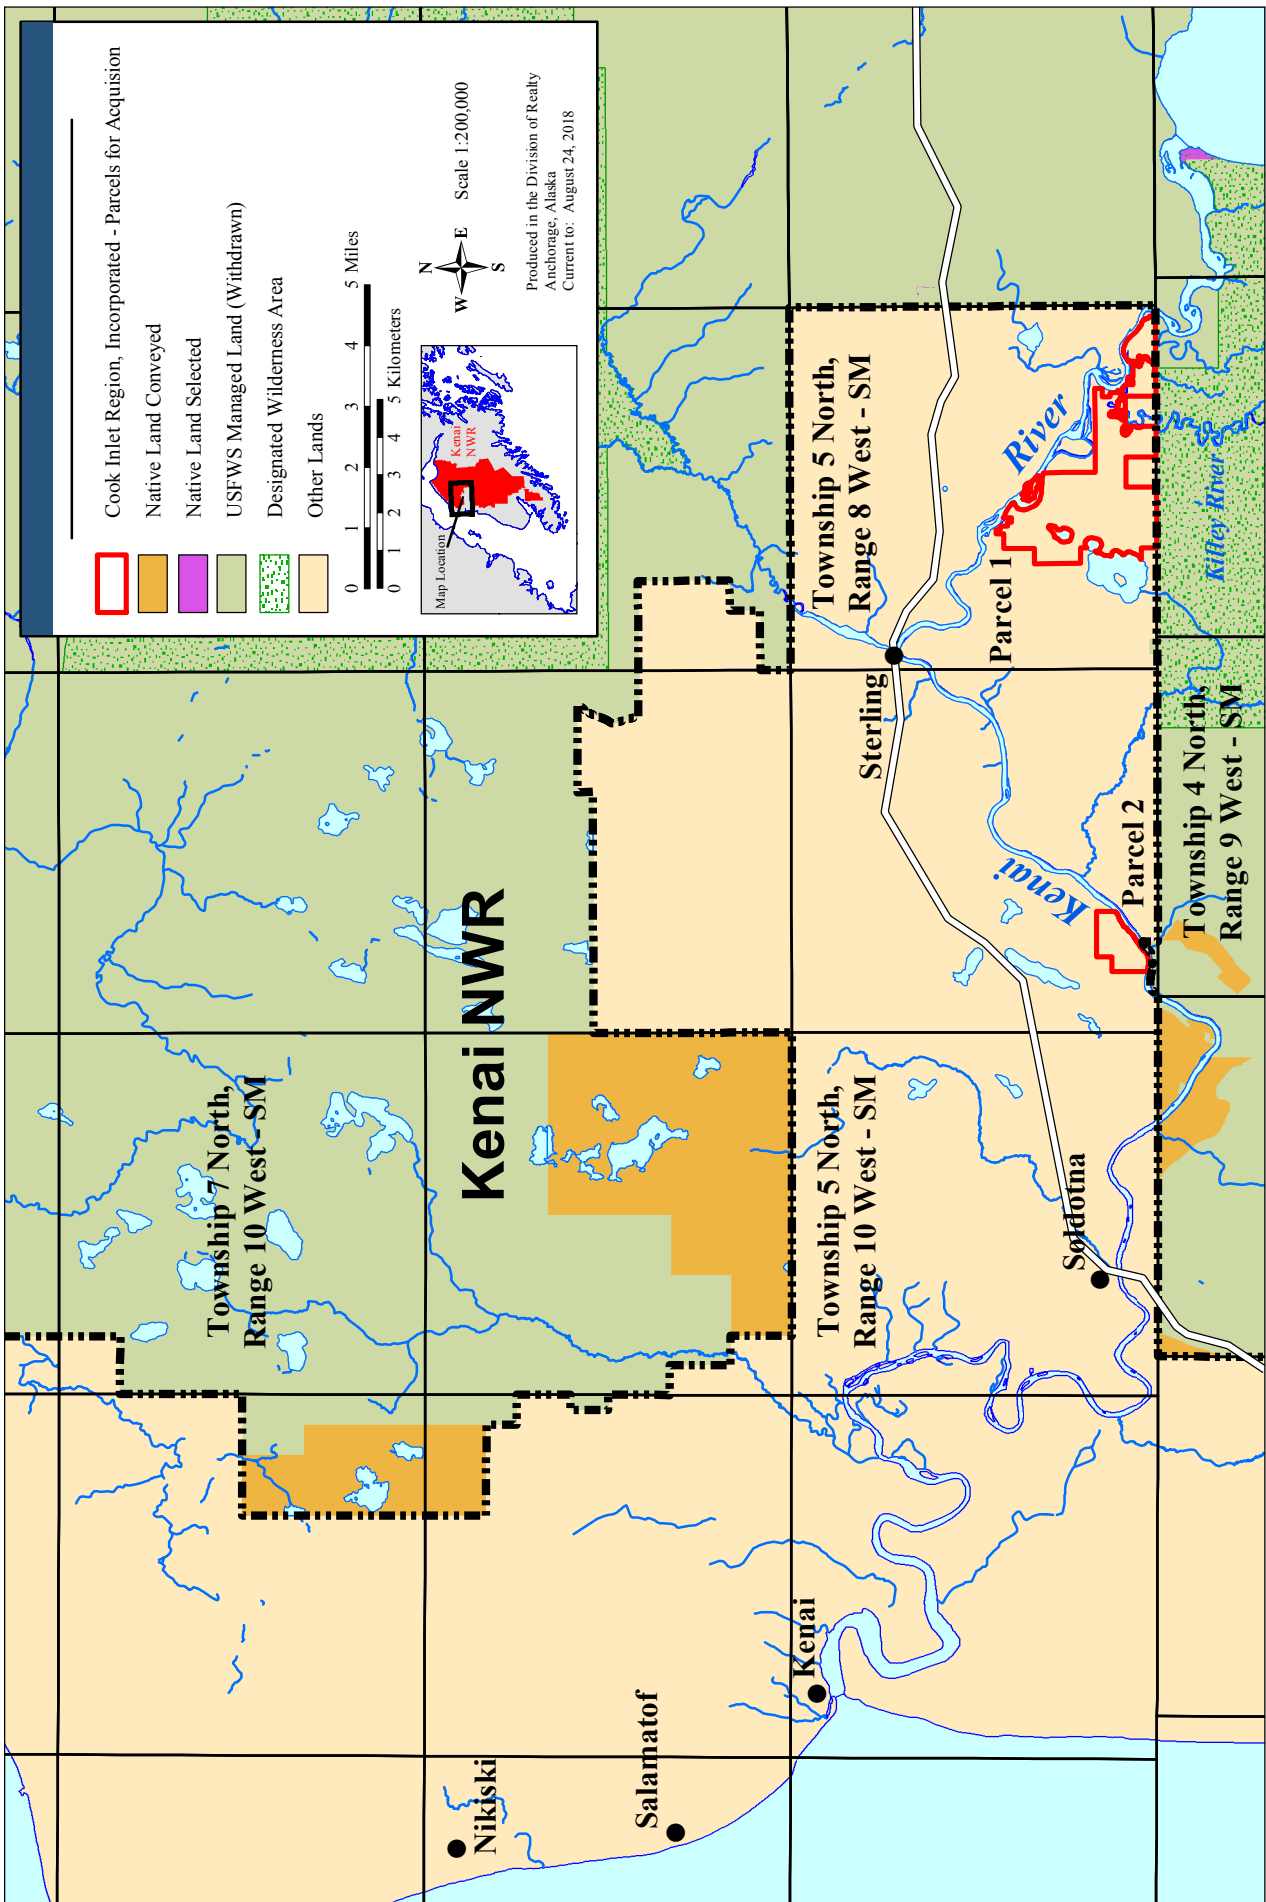 Cook Inlet Region, Incorporated - Parcels for Acquision
Native Land Conveyed
Native Land Selected
USFWS Managed Land (Withdrawn)
Designated Wilderness Area
Other Lands
0 1 2 3 4 5 Miles
0 1 2 3 4 5 Kilometers
Map Location
Kenai
NWR
N
W E
S
Scale 1:200,000
Produced in the Division of Realty
Anchorage, Alaska
Current to: August 24, 2018
Township 7 North,
Range 10 West - SM
Kenai NWR
Nikiski
Salamatof
Kenai
Township 5 North,
Range 10 West - SM
Township 5 North,
Range 8 West - SM
Sterling
Soldotna
Kenai
River
Parcel 1
Parcel 2
Township 4 North,
Range 9 West - SM
Killey River